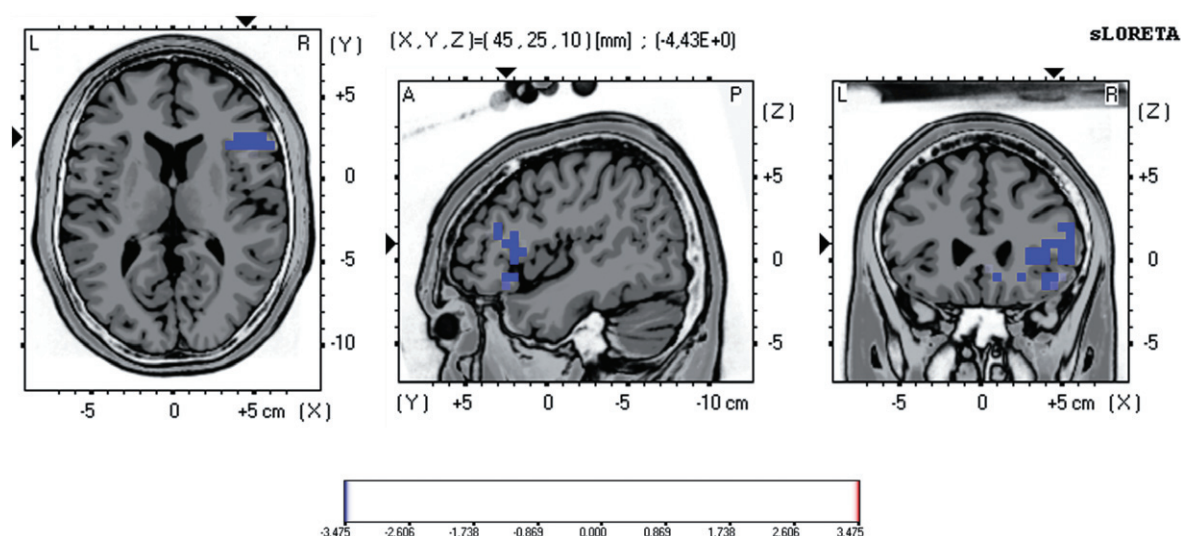 (X,Y,Z)=(45,25,10)[mm] ; (-4,43E+0)
sLORETA
L R (Y)
+5
0
-5
-10
-5 0 +5 cm (X)
A P (Z)
+5
0
-5
(Y) +5 0 -5 -10 cm
L R (Z)
+5
0
-5
-5 0 +5 cm (X)
-3.475 -2.606 -1.738 -0.869 0.000 0.869 1.738 2.606 3.475